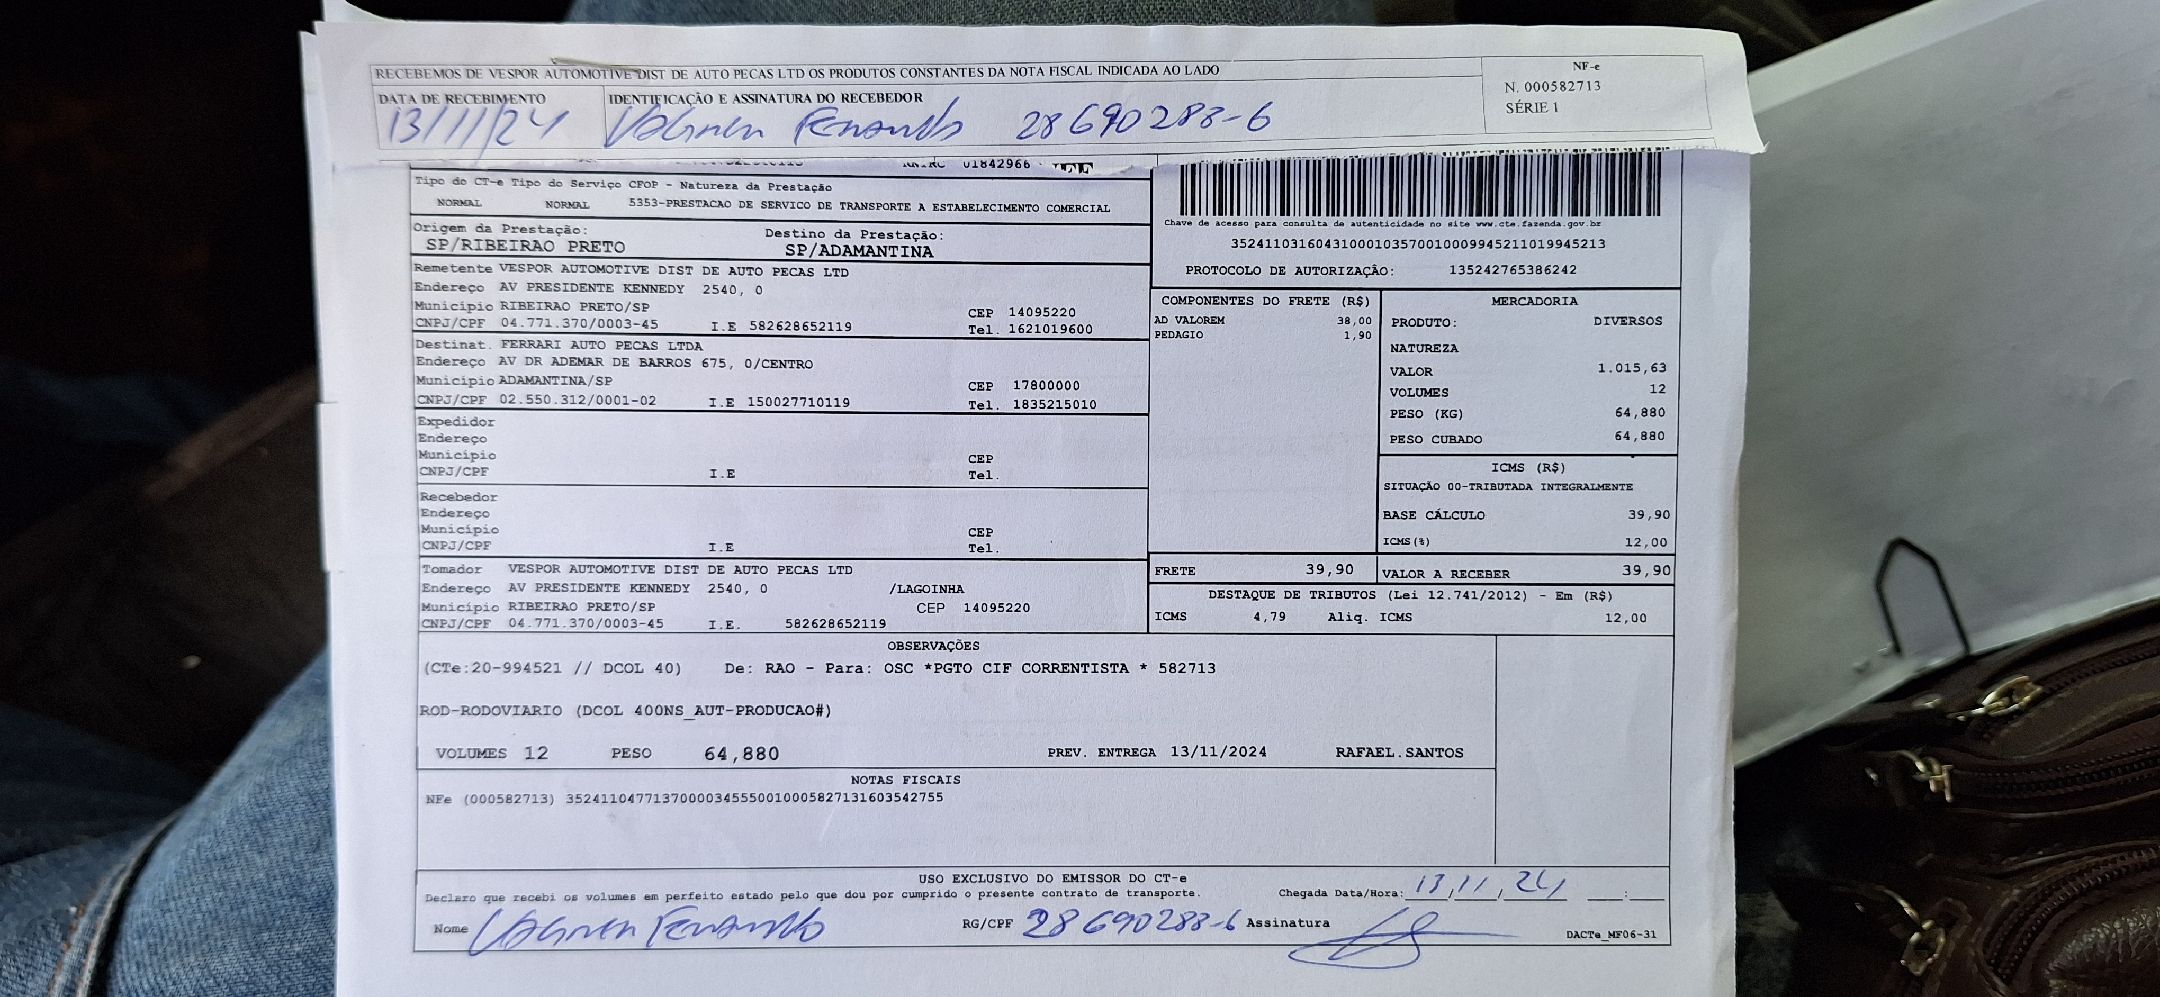 RECEBEMOS DE VESPOR AUTOMOTIVE DIST DE AUTO PECAS LTD OS PRODUTOS CONSTANTES DA NOTA FISCAL INDICADA AO LADO
NF-e
N. 000582713
SÉRIE 1
DATA DE RECEBIMENTO IDENTIFICAÇÃO E ASSINATURA DO RECEBEDOR
13/11/24 Fernando 28690288-6
01842966
Tipo do CT-e Tipo do Serviço CFOP - Natureza da Prestação
NORMAL NORMAL 5353-PRESTACAO DE SERVICO DE TRANSPORTE A ESTABELECIMENTO COMERCIAL
Origem da Prestação: Destino da Prestação:
SP/RIBEIRAO PRETO SP/ADAMANTINA
Chave de acesso para consulta de autenticidade no site www.cte.fazenda.gov.br
35241103160431000103570010009945211019945213
PROTOCOLO DE AUTORIZAÇÃO: 135242765386242
Remetente VESPOR AUTOMOTIVE DIST DE AUTO PECAS LTD
Endereço AV PRESIDENTE KENNEDY 2540, 0
Município RIBEIRAO PRETO/SP CEP 14095220
CNPJ/CPF 04.771.370/0003-45 I.E 582628652119 Tel. 1621019600
Destinat. FERRARI AUTO PECAS LTDA
Endereço AV DR ADEMAR DE BARROS 675, 0/CENTRO
Município ADAMANTINA/SP CEP 17800000
CNPJ/CPF 02.550.312/0001-02 I.E 150027710119 Tel. 1835215010
Expedidor
Endereço
Município CEP
CNPJ/CPF I.E Tel.
Recebedor
Endereço
Município CEP
CNPJ/CPF I.E Tel.
Tomador VESPOR AUTOMOTIVE DIST DE AUTO PECAS LTD
Endereço AV PRESIDENTE KENNEDY 2540, 0 /LAGOINHA
Município RIBEIRAO PRETO/SP CEP 14095220
CNPJ/CPF 04.771.370/0003-45 I.E. 582628652119
COMPONENTES DO FRETE (R$)
AD VALOREM 38,00
PEDAGIO 1,90
MERCADORIA
PRODUTO: DIVERSOS
NATUREZA
VALOR 1.015,63
VOLUMES 12
PESO (KG) 64,880
PESO CUBADO 64,880
ICMS (R$)
SITUAÇÃO 00-TRIBUTADA INTEGRALMENTE
BASE CÁLCULO 39,90
ICMS(%) 12,00
FRETE 39,90 VALOR A RECEBER 39,90
DESTAQUE DE TRIBUTOS (Lei 12.741/2012) - Em (R$)
ICMS 4,79 Aliq. ICMS 12,00
OBSERVAÇÕES
(CTe:20-994521 // DCOL 40) De: RAO - Para: OSC *PGTO CIF CORRENTISTA * 582713
ROD-RODOVIARIO (DCOL 400NS_AUT-PRODUCAO#)
VOLUMES 12 PESO 64,880 PREV. ENTREGA 13/11/2024 RAFAEL.SANTOS
NOTAS FISCAIS
NFe (000582713) 35241104771370000345550010005827131603542755
USO EXCLUSIVO DO EMISSOR DO CT-e
Declaro que recebi os volumes em perfeito estado pelo que dou por cumprido o presente contrato de transporte. Chegada Data/Hora: 13/11/24 :
Nome Fernando RG/CPF 28690288-6 Assinatura
DACTe_MF06-31